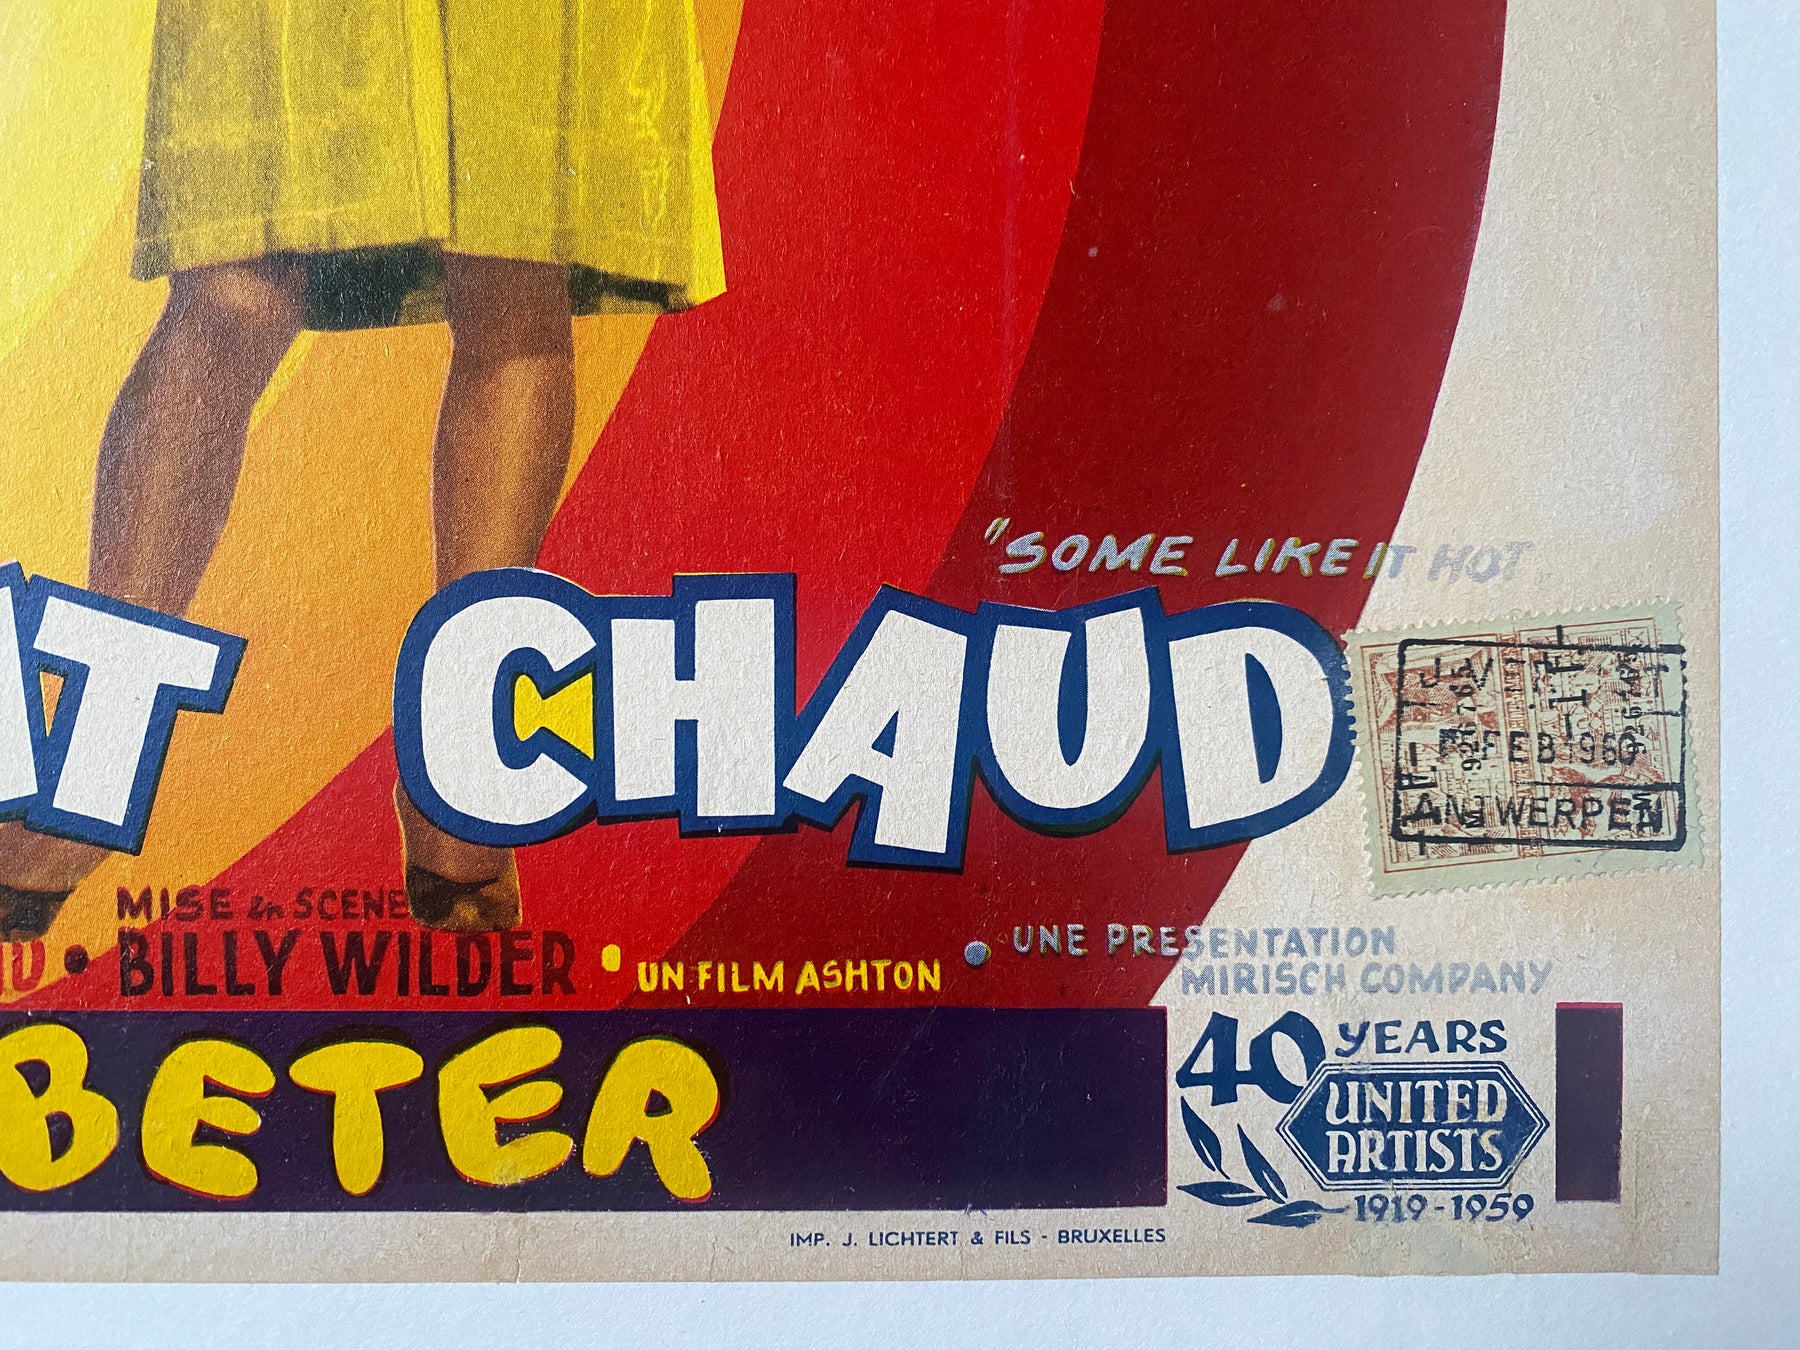 "SOME LIKE IT HOT
AT CHAUD
FEB 1960
ANTWERPEN
MISE en SCENE
BILLY WILDER • UN FILM ASHTON • UNE PRESENTATION
MIRISCH COMPANY
BETER
40 YEARS
UNITED
ARTISTS
1919-1959
IMP. J. LICHTERT & FILS - BRUXELLES